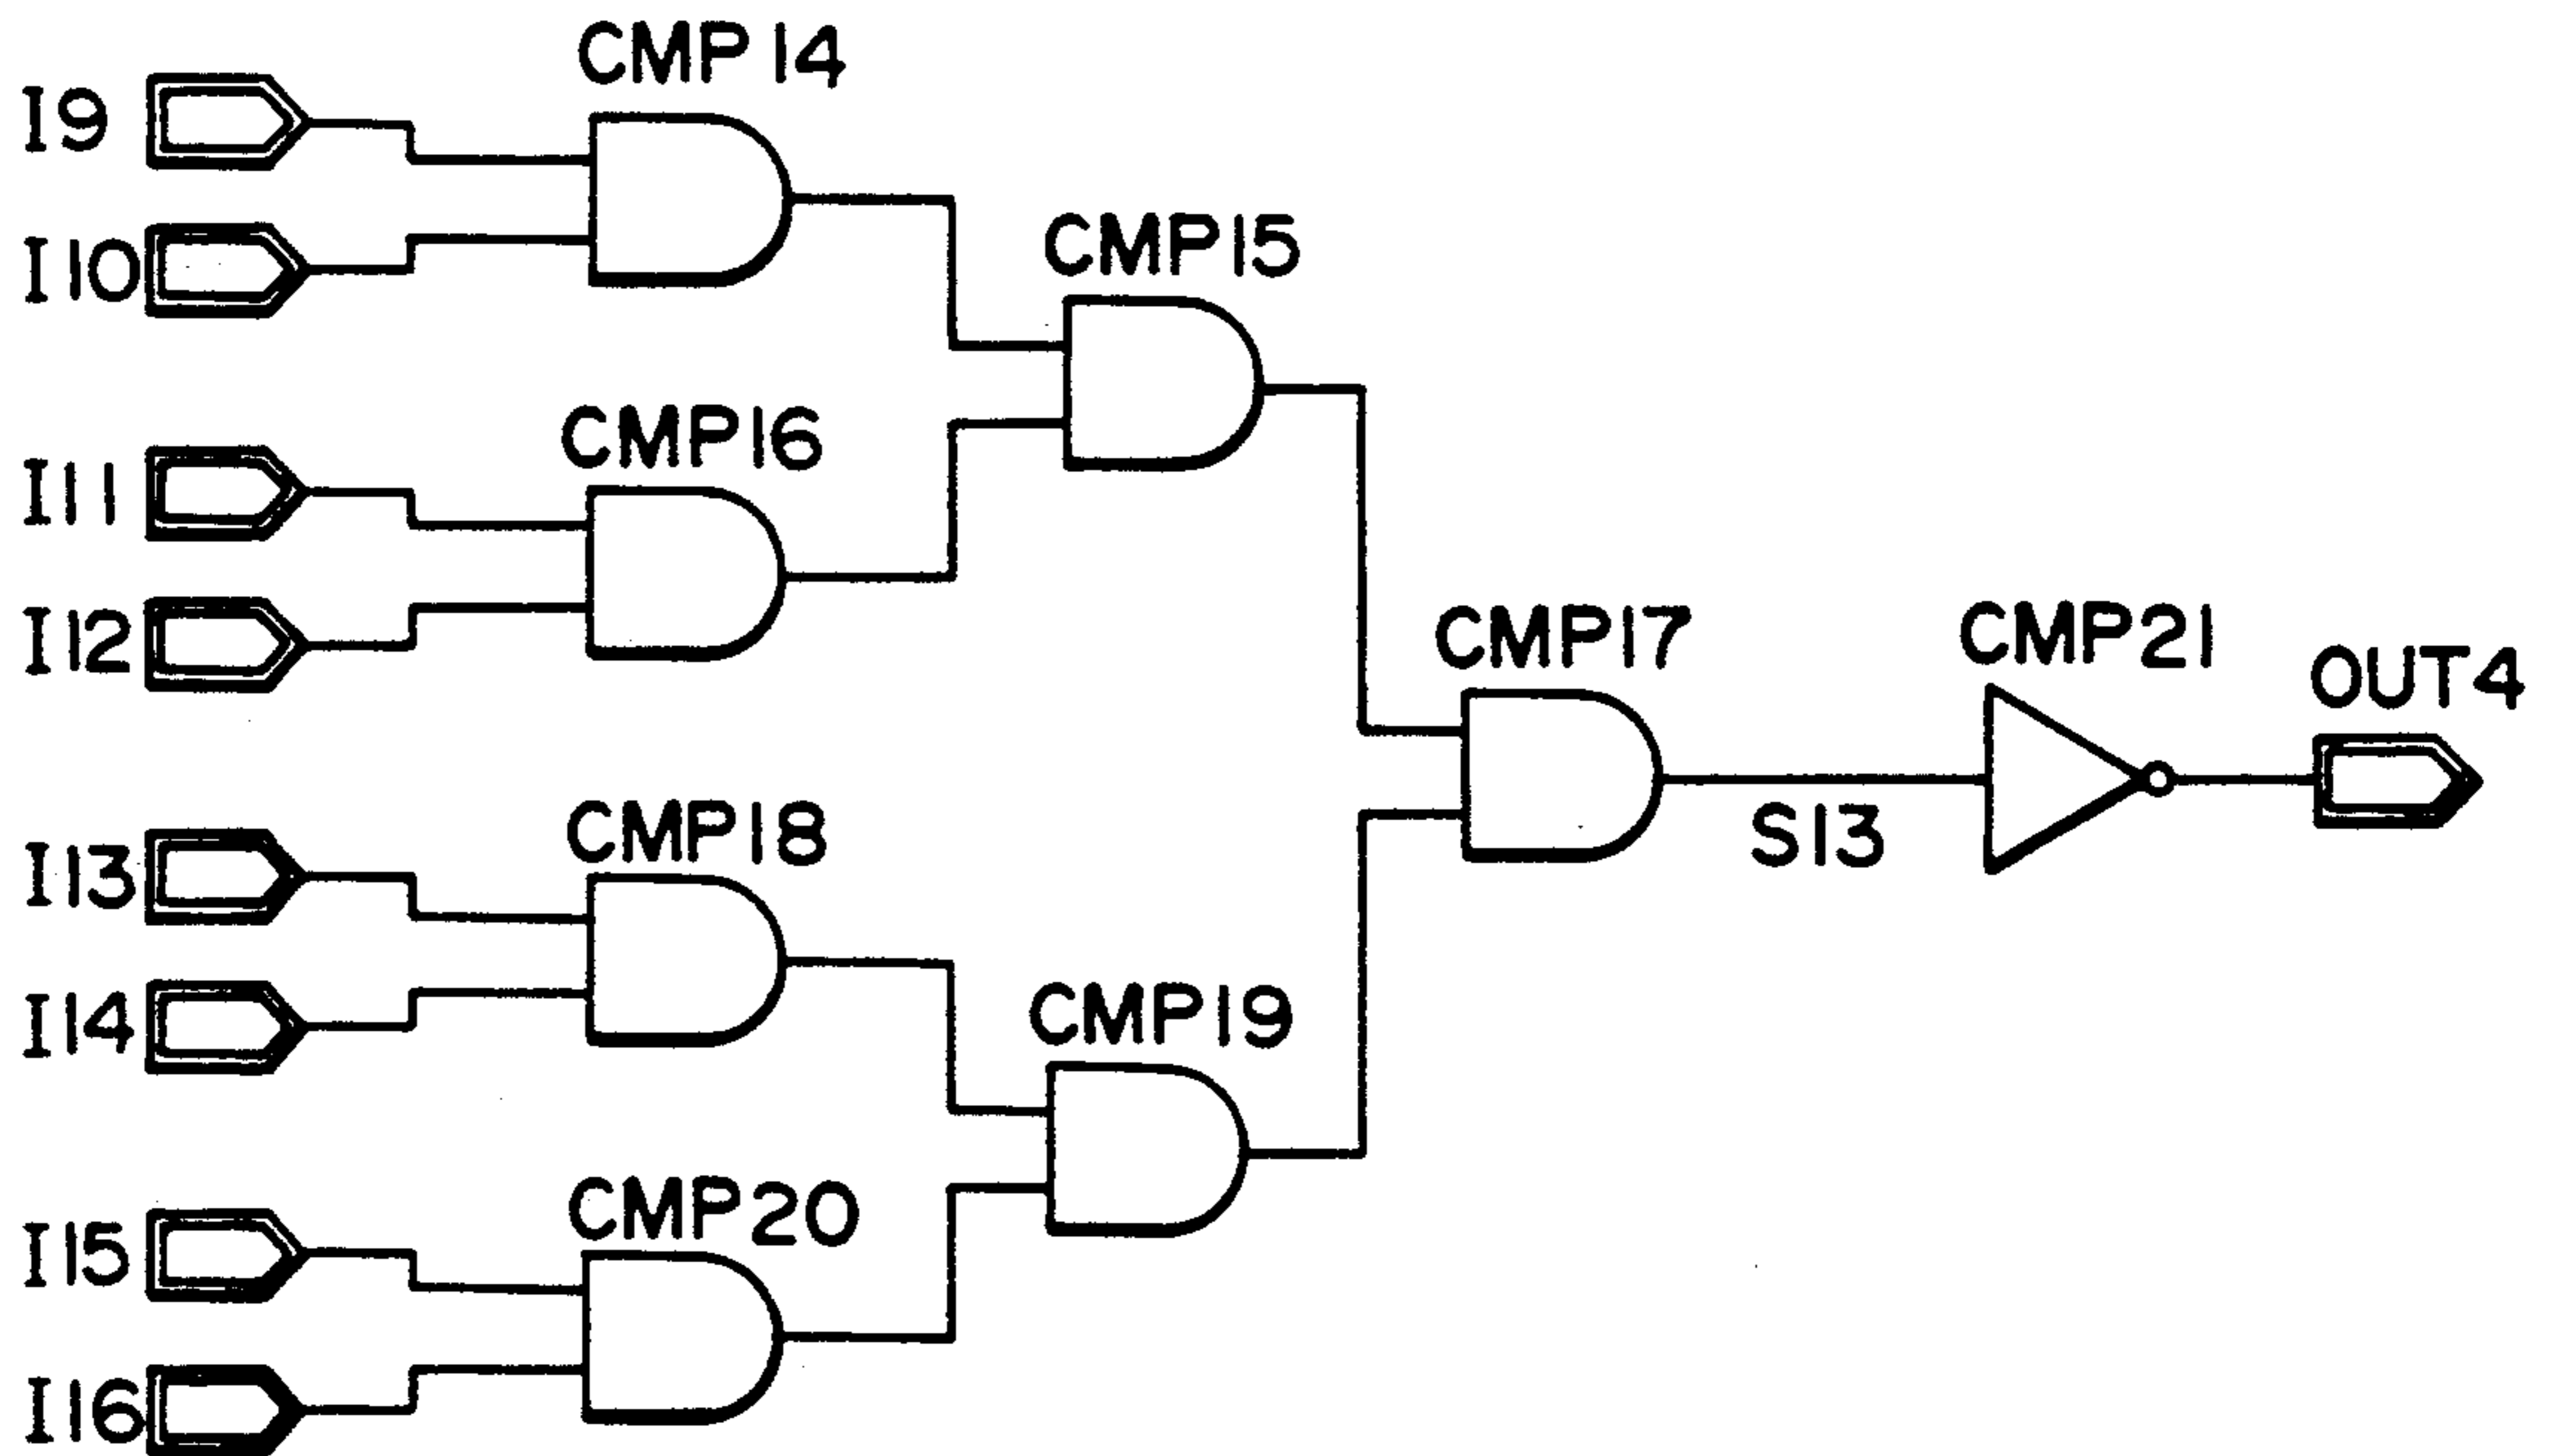 CMP14
I9
I10
CMP15
CMP16
I11
I12
CMP17
CMP21
OUT4
S13
CMP18
I13
I14
CMP19
CMP20
I15
I16